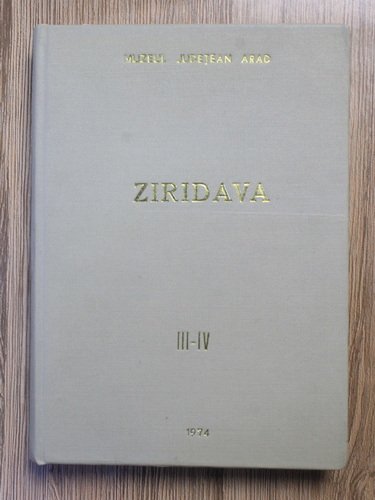 MUZEUL JUDEȚEAN ARAD
ZIRIDAVA
III-IV
1974